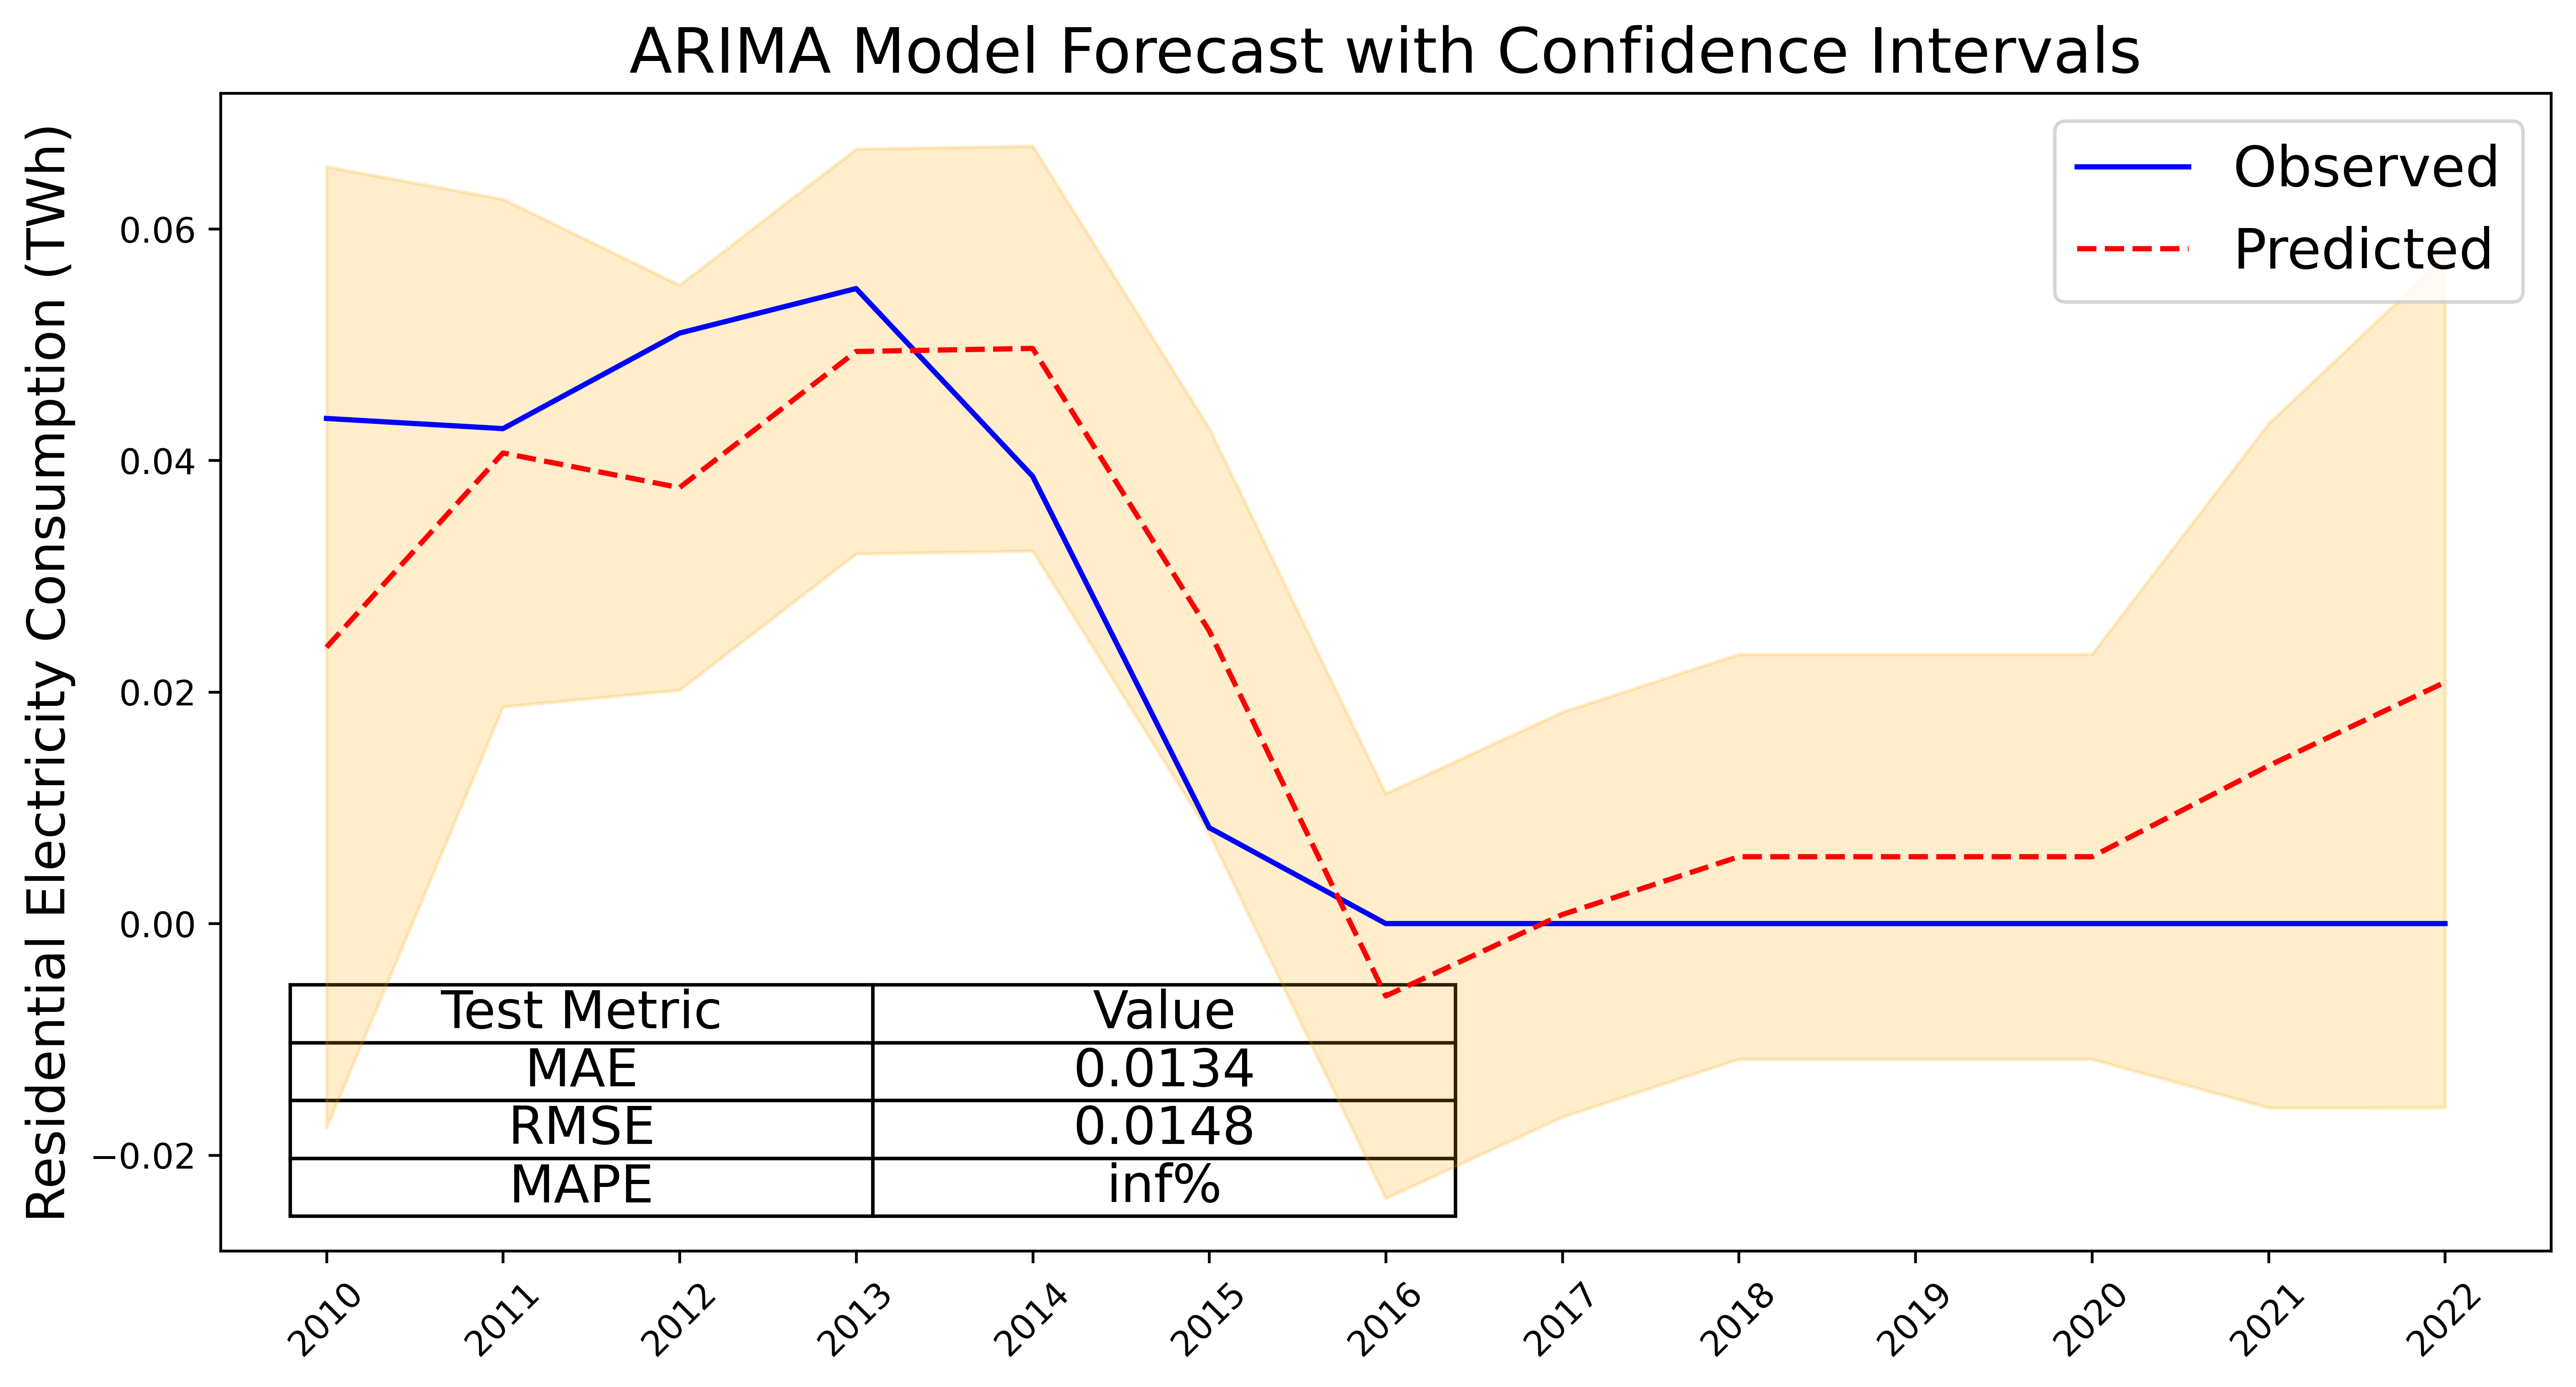 ARIMA Model Forecast with Confidence Intervals
Residential Electricity Consumption (TWh)
0.06
0.04
0.02
0.00
−0.02
Observed
Predicted
Test Metric Value
MAE 0.0134
RMSE 0.0148
MAPE inf%
2010 2011 2012 2013 2014 2015 2016 2017 2018 2019 2020 2021 2022